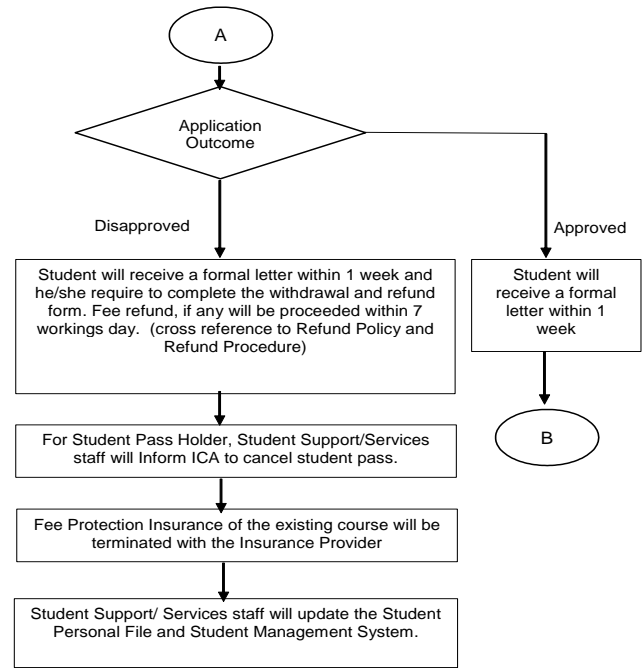 A
Application
Outcome
Disapproved
Approved
Student will receive a formal letter within 1 week and
he/she require to complete the withdrawal and refund
form. Fee refund, if any will be proceeded within 7
workings day. (cross reference to Refund Policy and
Refund Procedure)
Student will
receive a formal
letter within 1
week
B
For Student Pass Holder, Student Support/Services
staff will Inform ICA to cancel student pass.
Fee Protection Insurance of the existing course will be
terminated with the Insurance Provider
Student Support/ Services staff will update the Student
Personal File and Student Management System.